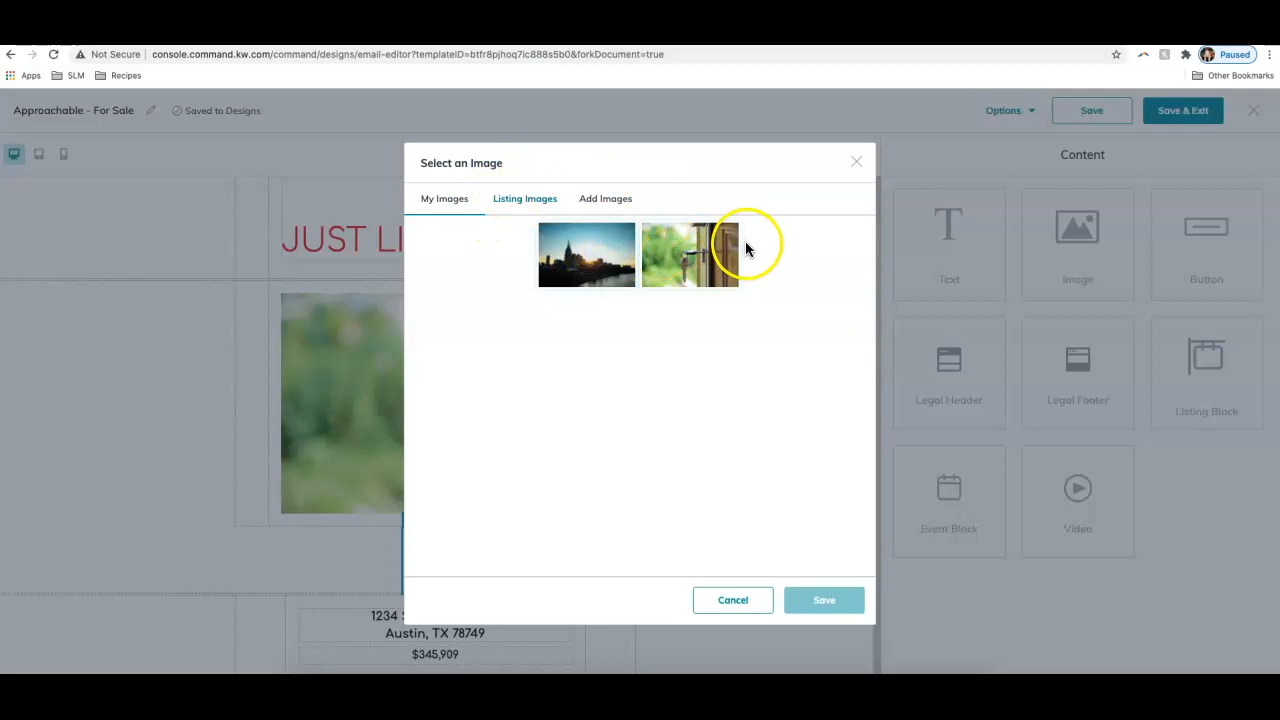 Not Secure
console.command.kw.com/command/designs/email-editor?templateID=btfr8pjhoq7ic888s5b0&forkDocument=true
Paused
Apps
SLM
Recipes
Other Bookmarks
Approachable - For Sale
Saved to Designs
Options
Save
Save & Exit
Select an Image
Content
My Images
Listing Images
Add Images
JUST LI
Text
Image
Button
Legal Header
Legal Footer
Listing Block
Event Block
Video
Cancel
Save
1234 S
Austin, TX 78749
$345,909